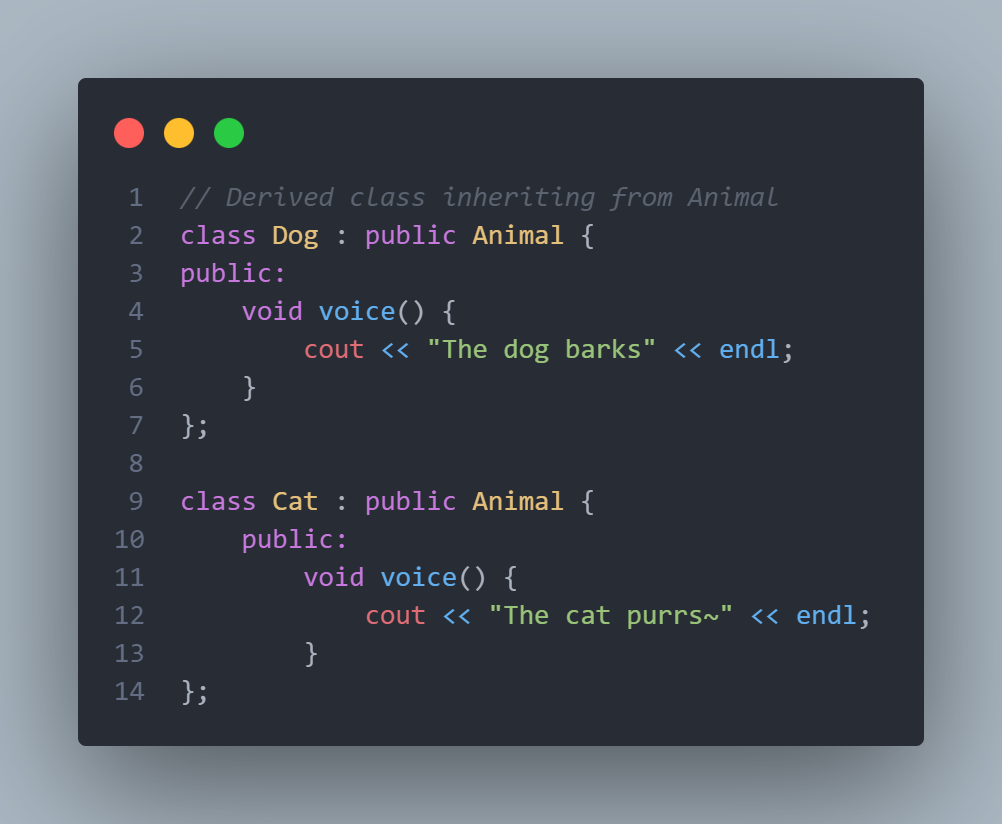 1 // Derived class inheriting from Animal
2 class Dog : public Animal {
3 public:
4     void voice() {
5         cout << "The dog barks" << endl;
6     }
7 };
8
9 class Cat : public Animal {
10     public:
11         void voice() {
12             cout << "The cat purrs~" << endl;
13         }
14 };